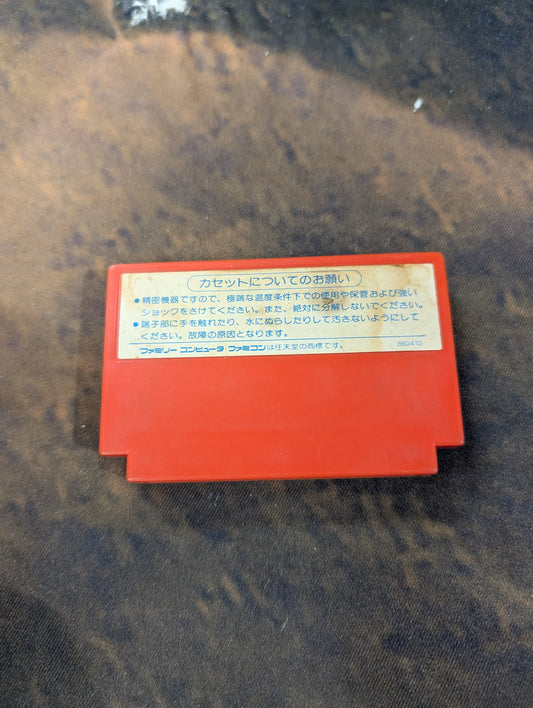 カセットについてのお願い
●精密機器ですので、極端な温度条件下での使用や保管および強い
ショックをさけてください。また、絶対に分解しないでください。
●端子部に手を触れたり、水にぬらしたりして汚さないようにして
ください。故障の原因となります。
ファミリー コンピュータ・ファミコンは任天堂の商標です。 860410